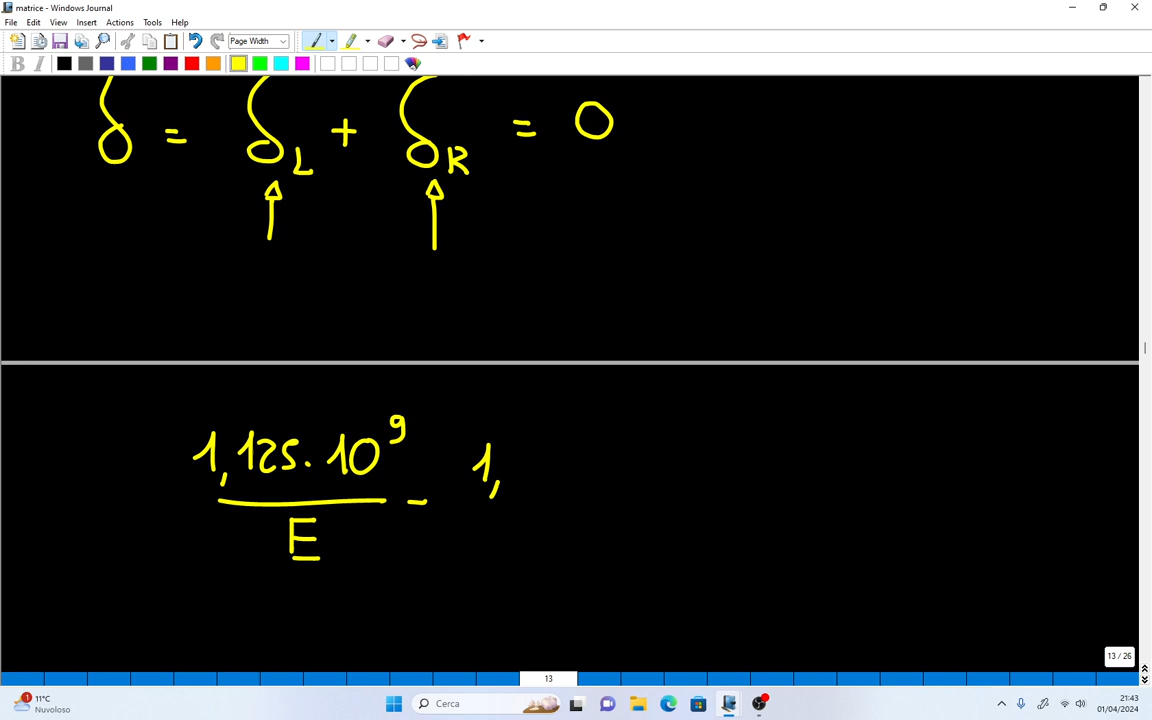 matrice - Windows Journal
File Edit View Insert Actions Tools Help
Page Width
B I
δ = δL + δR = 0
1,125·10⁹ / E - 1,
13 / 26
13
1
11°C
Nuvoloso
Cerca
21:43
01/04/2024